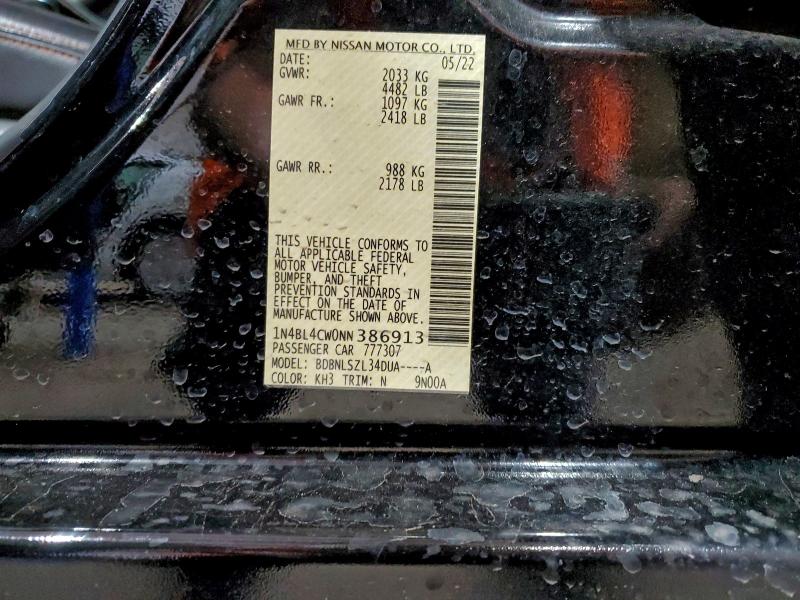 MFD BY NISSAN MOTOR CO., LTD.
DATE: 05/22
GVWR: 2033 KG
4482 LB
GAWR FR.: 1097 KG
2418 LB
GAWR RR.: 988 KG
2178 LB
THIS VEHICLE CONFORMS TO
ALL APPLICABLE FEDERAL
MOTOR VEHICLE SAFETY,
BUMPER, AND THEFT
PREVENTION STANDARDS IN
EFFECT ON THE DATE OF
MANUFACTURE SHOWN ABOVE.
1N4BL4CW0NN386913
PASSENGER CAR 777307
MODEL: BDBNLSZL34DUA----A
COLOR: KH3 TRIM: N 9N00A